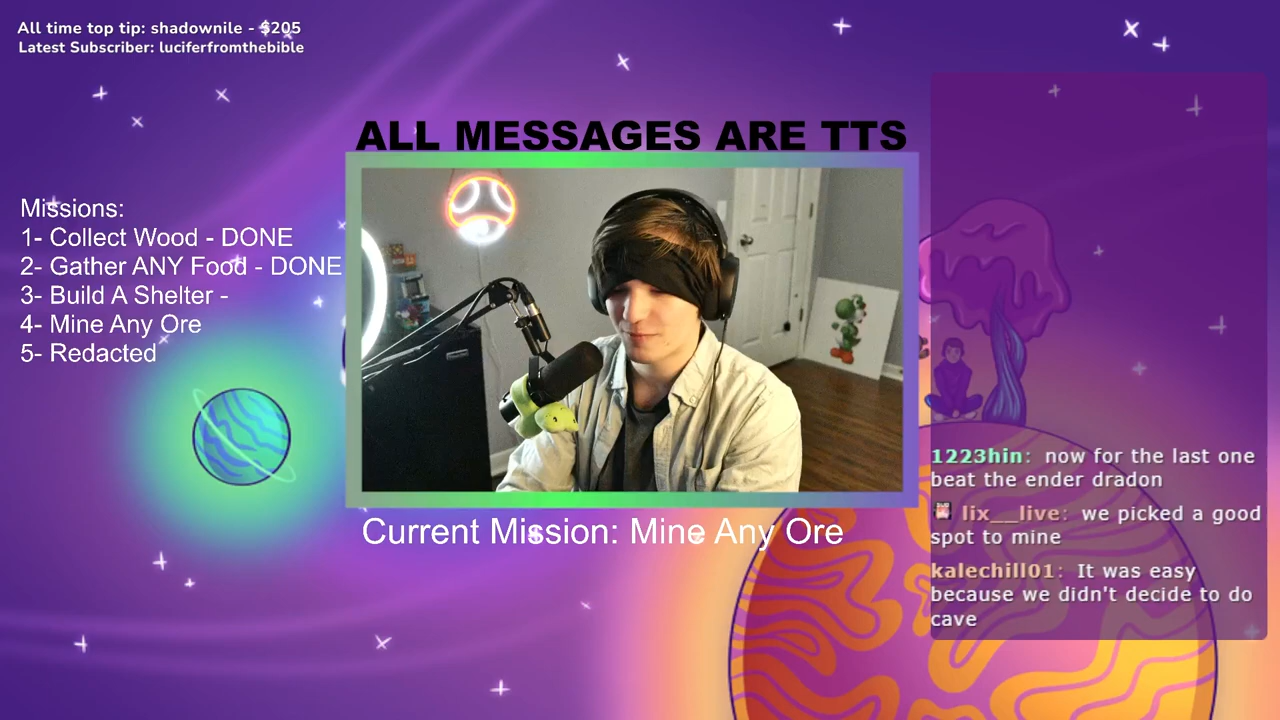 All time top tip: shadownile - $205
Latest Subscriber: luciferfromthebible
ALL MESSAGES ARE TTS
Missions:
1- Collect Wood - DONE
2- Gather ANY Food - DONE
3- Build A Shelter -
4- Mine Any Ore
5- Redacted
Current Mission: Mine Any Ore
1223hin: now for the last one
beat the ender dradon
lix__live: we picked a good
spot to mine
kalechill01: It was easy
because we didn't decide to do
cave